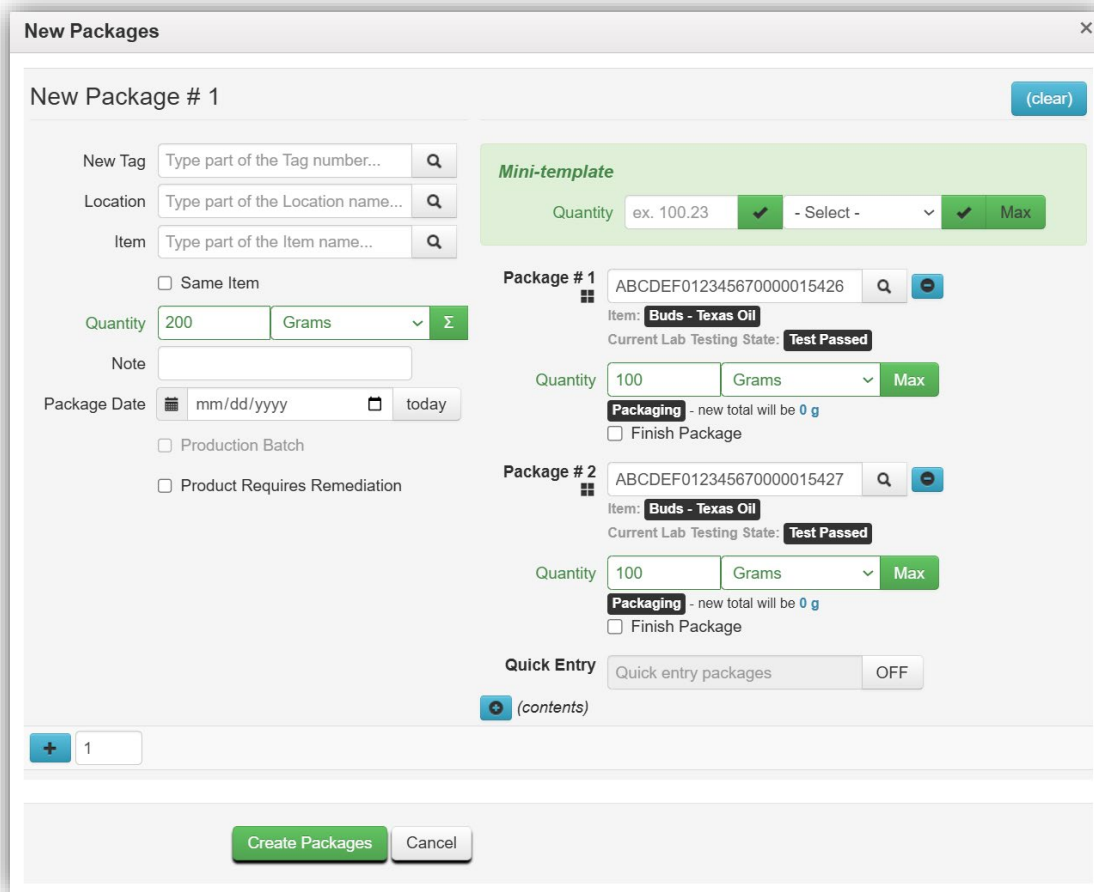 New Packages
×
New Package # 1
(clear)
New Tag Type part of the Tag number...
Location Type part of the Location name...
Item Type part of the Item name...
Same Item
Quantity 200 Grams Σ
Note
Package Date mm/dd/yyyy today
Production Batch
Product Requires Remediation
Mini-template
Quantity ex. 100.23 - Select - Max
Package # 1 ABCDEF012345670000015426
Item: Buds - Texas Oil
Current Lab Testing State: Test Passed
Quantity 100 Grams Max
Packaging - new total will be 0 g
Finish Package
Package # 2 ABCDEF012345670000015427
Item: Buds - Texas Oil
Current Lab Testing State: Test Passed
Quantity 100 Grams Max
Packaging - new total will be 0 g
Finish Package
Quick Entry Quick entry packages OFF
(contents)
1
Create Packages Cancel